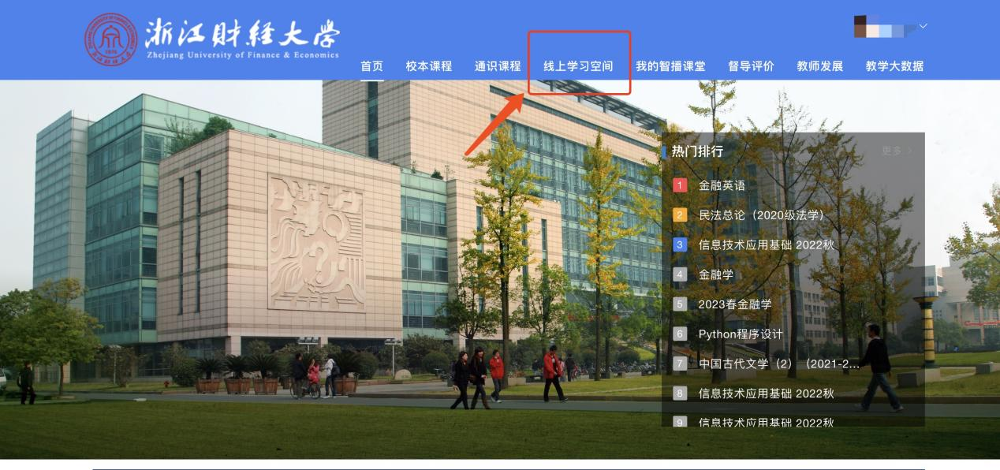 浙江财经大学
Zhejiang University of Finance & Economics
首页 校本课程 通识课程 线上学习空间 我的智播课堂 督导评价 教师发展 教学大数据
热门排行 更多
1 金融英语
2 民法总论（2020级法学）
3 信息技术应用基础 2022秋
4 金融学
5 2023春金融学
6 Python程序设计
7 中国古代文学（2）（2021-2...
8 信息技术应用基础 2022秋
9 信息技术应用基础 2022秋